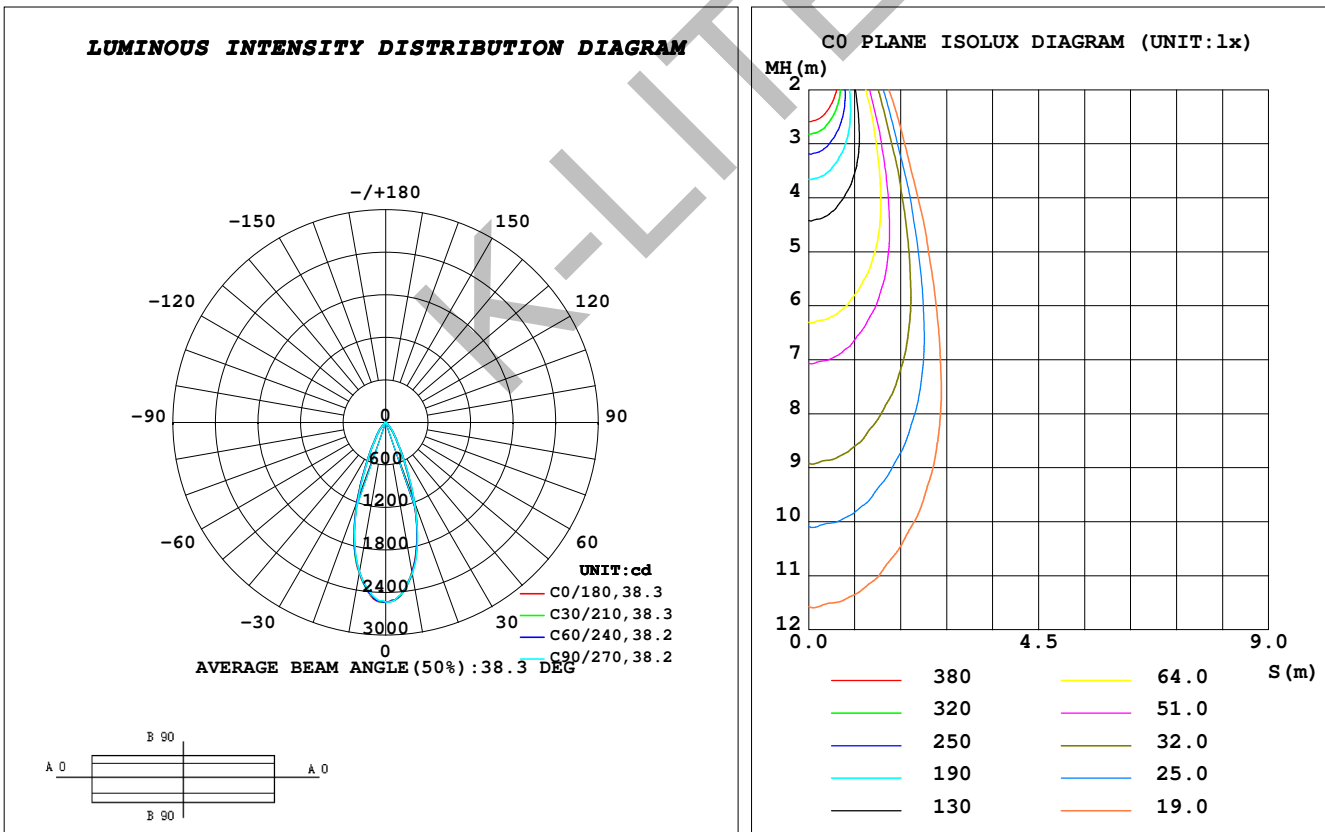 LUMINOUS INTENSITY DISTRIBUTION DIAGRAM
-/+180
-150
150
-120
120
-90
90
-60
60
-30
30
0
0
600
1200
1800
2400
3000
UNIT:cd
C0/180,38.3
C30/210,38.3
C60/240,38.2
C90/270,38.2
AVERAGE BEAM ANGLE(50%):38.3 DEG
B 90
A 0
A 0
B 90
C0 PLANE ISOLUX DIAGRAM (UNIT:lx)
MH(m)
2
3
4
5
6
7
8
9
10
11
12
0.0
4.5
9.0
S(m)
380
320
250
190
130
64.0
51.0
32.0
25.0
19.0
K-LITE